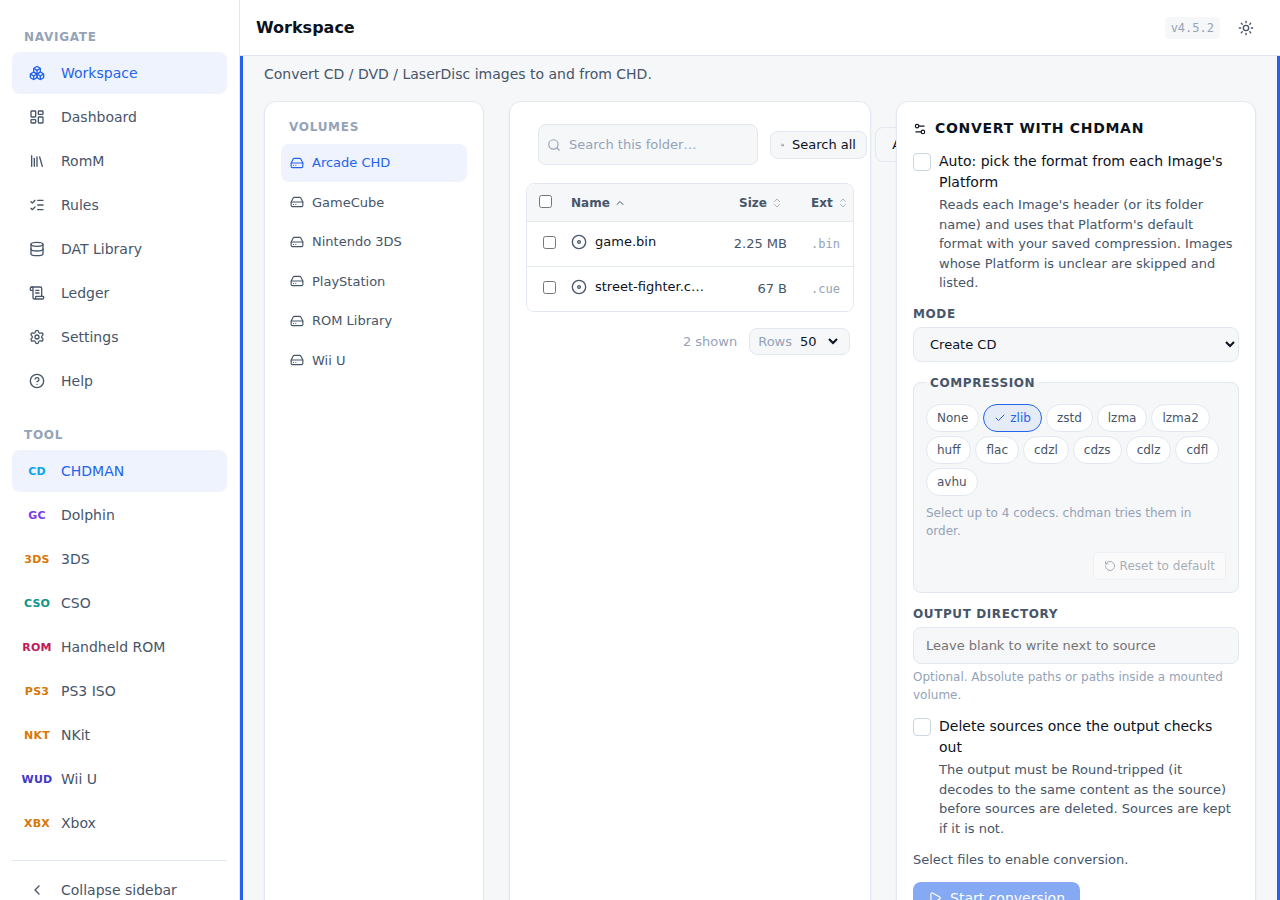 NAVIGATE
Workspace
Dashboard
RomM
Rules
DAT Library
Ledger
Settings
Help
TOOL
CD CHDMAN
GC Dolphin
3DS 3DS
CSO CSO
ROM Handheld ROM
PS3 PS3 ISO
NKT NKit
WUD Wii U
XBX Xbox
Collapse sidebar
Workspace
v4.5.2
Convert CD / DVD / LaserDisc images to and from CHD.
VOLUMES
Arcade CHD
GameCube
Nintendo 3DS
PlayStation
ROM Library
Wii U
Search this folder…
Search all
Name Size Ext
game.bin 2.25 MB .bin
street-fighter.c… 67 B .cue
2 shown Rows 50
CONVERT WITH CHDMAN
Auto: pick the format from each Image's
Platform
Reads each Image's header (or its folder
name) and uses that Platform's default
format with your saved compression. Images
whose Platform is unclear are skipped and
listed.
MODE
Create CD
COMPRESSION
None zlib zstd lzma lzma2
huff flac cdzl cdzs cdlz cdfl
avhu
Select up to 4 codecs. chdman tries them in
order.
Reset to default
OUTPUT DIRECTORY
Leave blank to write next to source
Optional. Absolute paths or paths inside a mounted
volume.
Delete sources once the output checks
out
The output must be Round-tripped (it
decodes to the same content as the source)
before sources are deleted. Sources are kept
if it is not.
Select files to enable conversion.
Start conversion